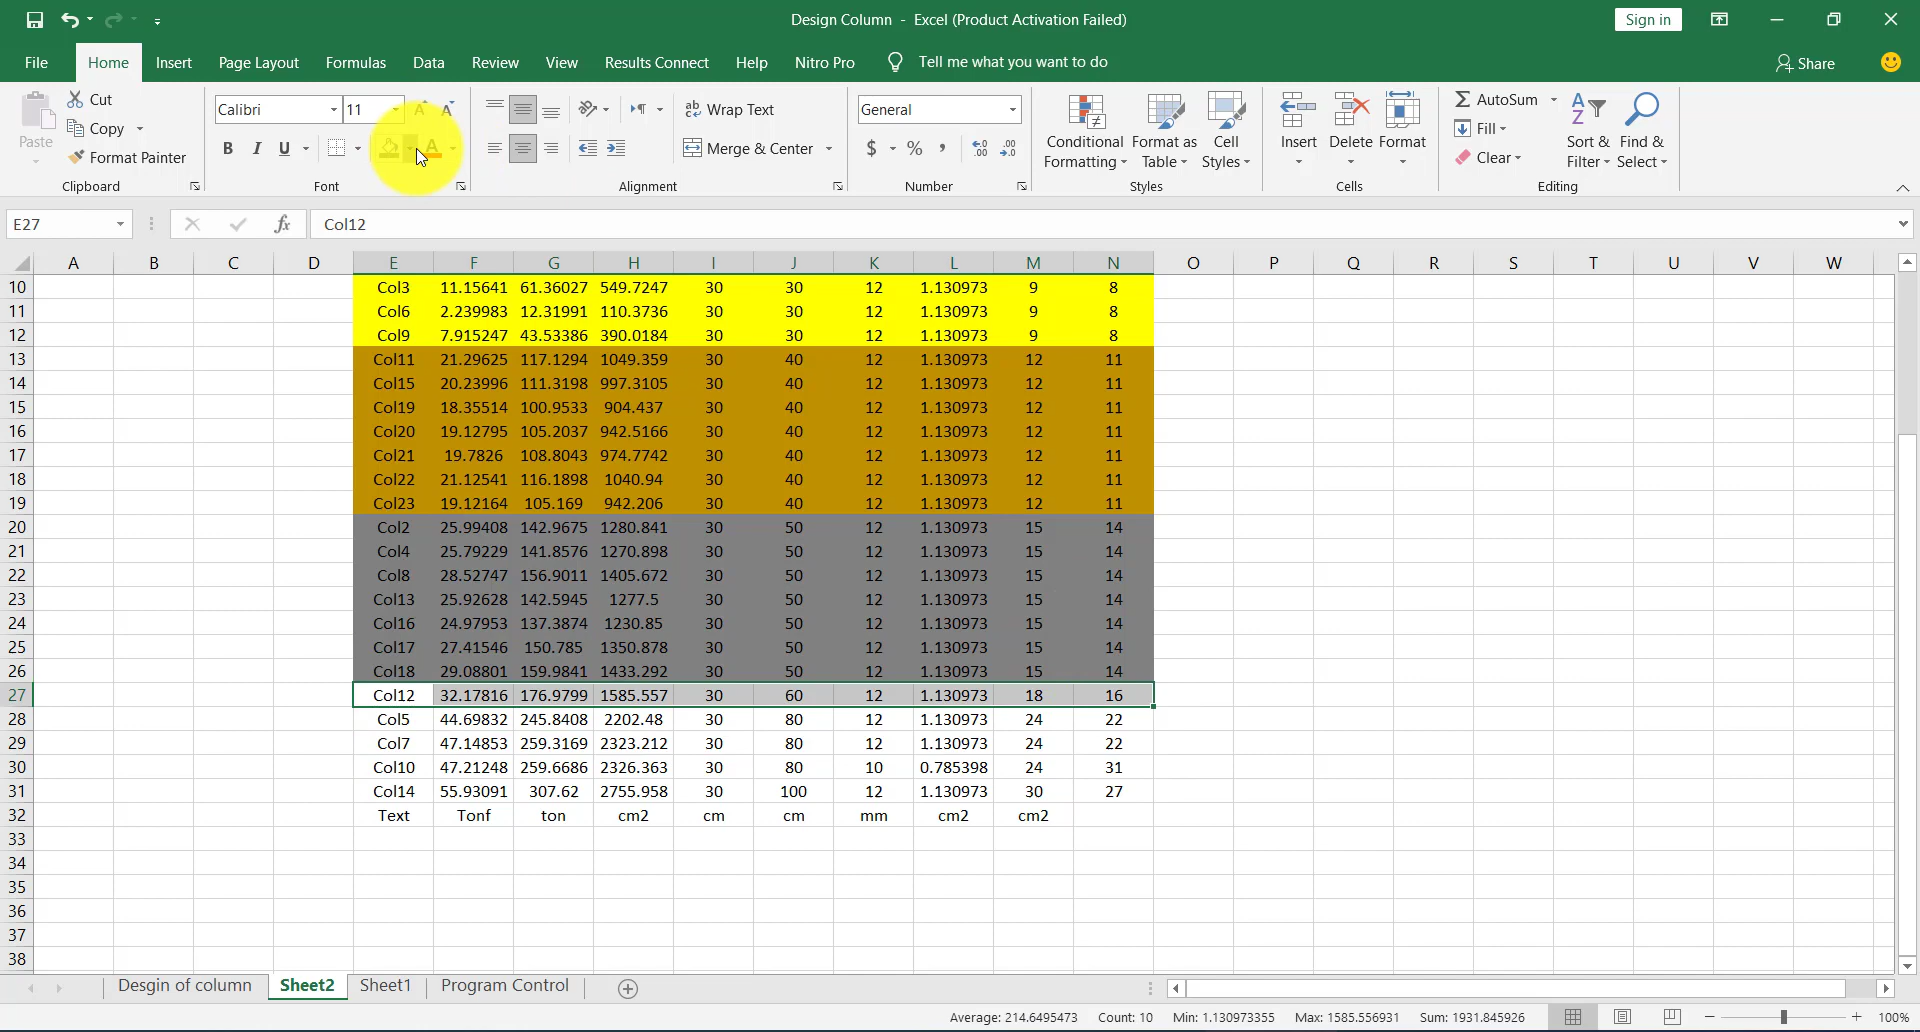 Design Column - Excel (Product Activation Failed)
Sign in
File Home Insert Page Layout Formulas Data Review View Results Connect Help Nitro Pro Tell me what you want to do Share
Paste Cut
Copy
Format Painter
Clipboard
Calibri 11
B I U A
Font
Wrap Text
Merge & Center
Alignment
General
$ % ,
Number
Conditional Formatting
Format as Table
Cell Styles
Styles
Insert Delete Format
Cells
AutoSum
Fill
Clear
Sort & Filter
Find & Select
Editing
E27 fx Col12
A B C D E F G H I J K L M N O P Q R S T U V W
10 Col3 11.15641 61.36027 549.7247 30 30 12 1.130973 9 8
11 Col6 2.239983 12.31991 110.3736 30 30 12 1.130973 9 8
12 Col9 7.915247 43.53386 390.0184 30 30 12 1.130973 9 8
13 Col11 21.29625 117.1294 1049.359 30 40 12 1.130973 12 11
14 Col15 20.23996 111.3198 997.3105 30 40 12 1.130973 12 11
15 Col19 18.35514 100.9533 904.437 30 40 12 1.130973 12 11
16 Col20 19.12795 105.2037 942.5166 30 40 12 1.130973 12 11
17 Col21 19.7826 108.8043 974.7742 30 40 12 1.130973 12 11
18 Col22 21.12541 116.1898 1040.94 30 40 12 1.130973 12 11
19 Col23 19.12164 105.169 942.206 30 40 12 1.130973 12 11
20 Col2 25.99408 142.9675 1280.841 30 50 12 1.130973 15 14
21 Col4 25.79229 141.8576 1270.898 30 50 12 1.130973 15 14
22 Col8 28.52747 156.9011 1405.672 30 50 12 1.130973 15 14
23 Col13 25.92628 142.5945 1277.5 30 50 12 1.130973 15 14
24 Col16 24.97953 137.3874 1230.85 30 50 12 1.130973 15 14
25 Col17 27.41546 150.785 1350.878 30 50 12 1.130973 15 14
26 Col18 29.08801 159.9841 1433.292 30 50 12 1.130973 15 14
27 Col12 32.17816 176.9799 1585.557 30 60 12 1.130973 18 16
28 Col5 44.69832 245.8408 2202.48 30 80 12 1.130973 24 22
29 Col7 47.14853 259.3169 2323.212 30 80 12 1.130973 24 22
30 Col10 47.21248 259.6686 2326.363 30 80 10 0.785398 24 31
31 Col14 55.93091 307.62 2755.958 30 100 12 1.130973 30 27
32 Text Tonf ton cm2 cm cm mm cm2 cm2
33
34
35
36
37
38
Desgin of column Sheet2 Sheet1 Program Control
Average: 214.6495473 Count: 10 Min: 1.130973355 Max: 1585.556931 Sum: 1931.845926 100%